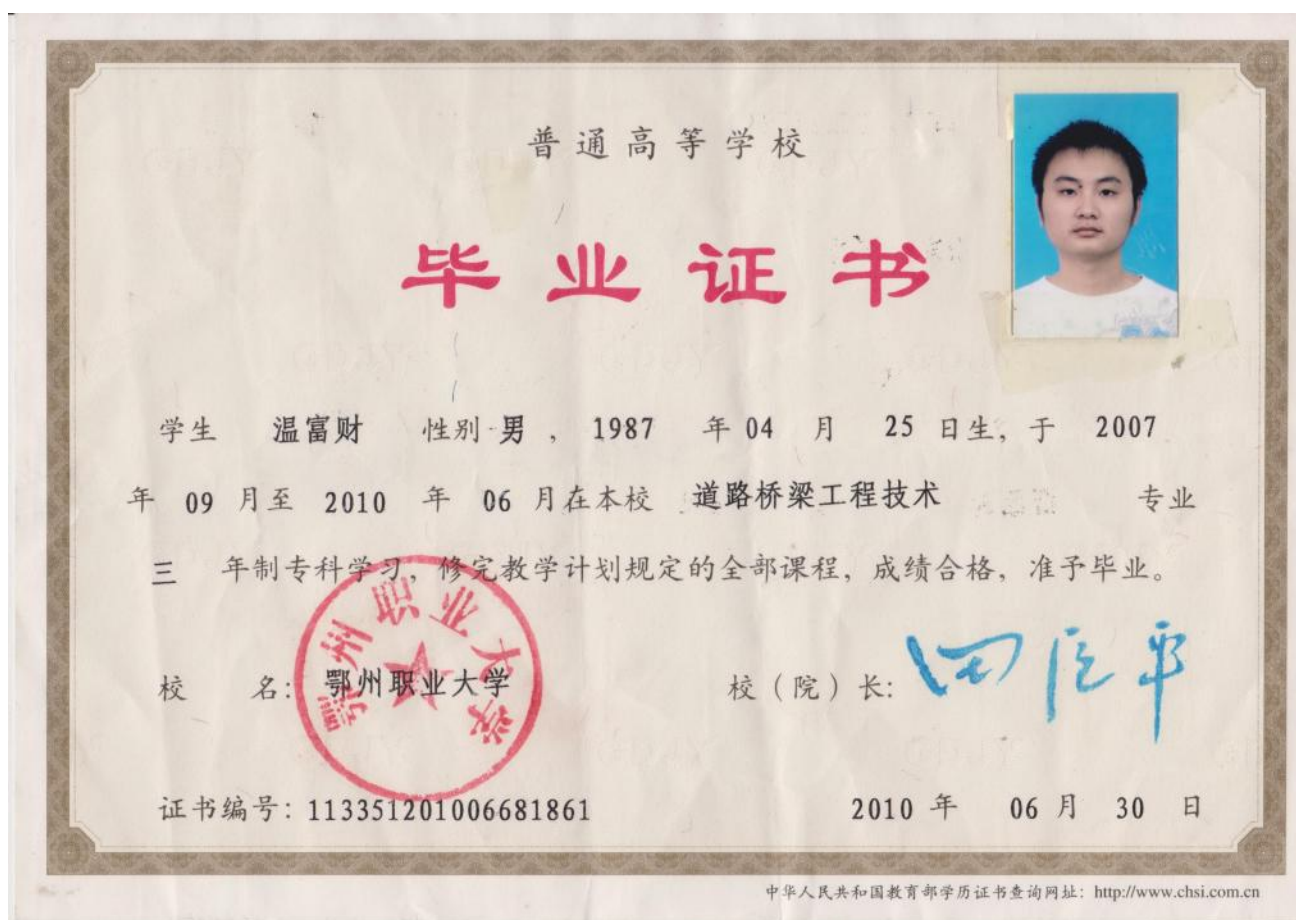 普通高等学校
毕业证书
学生 温富财 性别 男 , 1987 年 04 月 25 日生, 于 2007
年 09 月至 2010 年 06 月在本校 道路桥梁工程技术 专业
三 年制专科学习, 修完教学计划规定的全部课程, 成绩合格, 准予毕业。
鄂州职业大学
校 名: 鄂州职业大学 校(院)长:
证书编号: 113351201006681861 2010 年 06 月 30 日
中华人民共和国教育部学历证书查询网址: http://www.chsi.com.cn